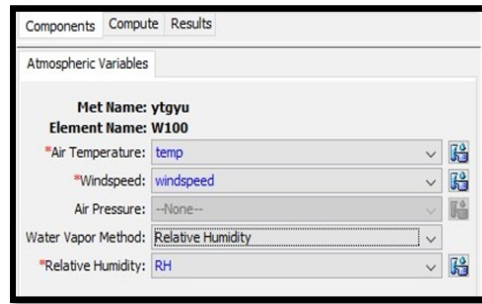 Components Compute Results
Atmospheric Variables
Met Name: ytgyu
Element Name: W100
*Air Temperature: temp
*Windspeed: windspeed
Air Pressure: --None--
Water Vapor Method: Relative Humidity
*Relative Humidity: RH